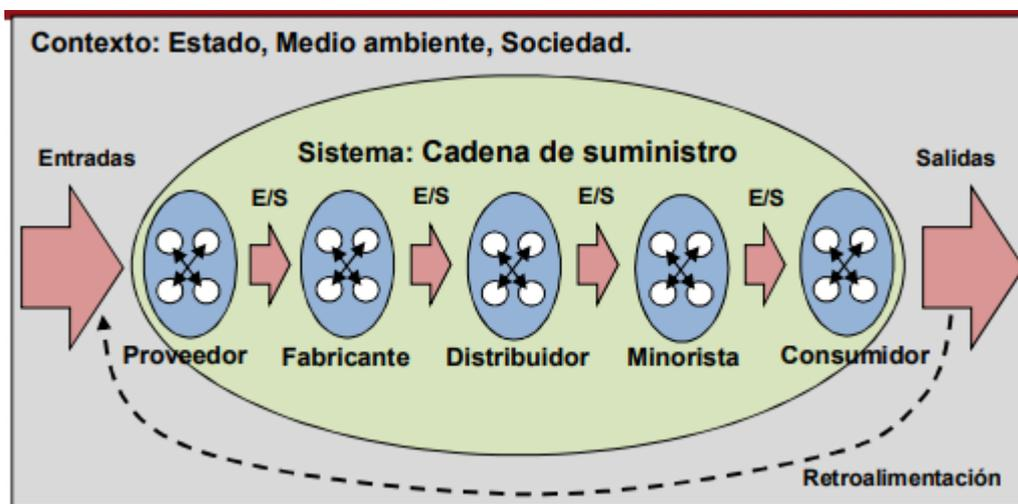 Contexto: Estado, Medio ambiente, Sociedad.
Entradas
Sistema: Cadena de suministro
Salidas
E/S
E/S
E/S
E/S
Proveedor
Fabricante
Distribuidor
Minorista
Consumidor
Retroalimentación